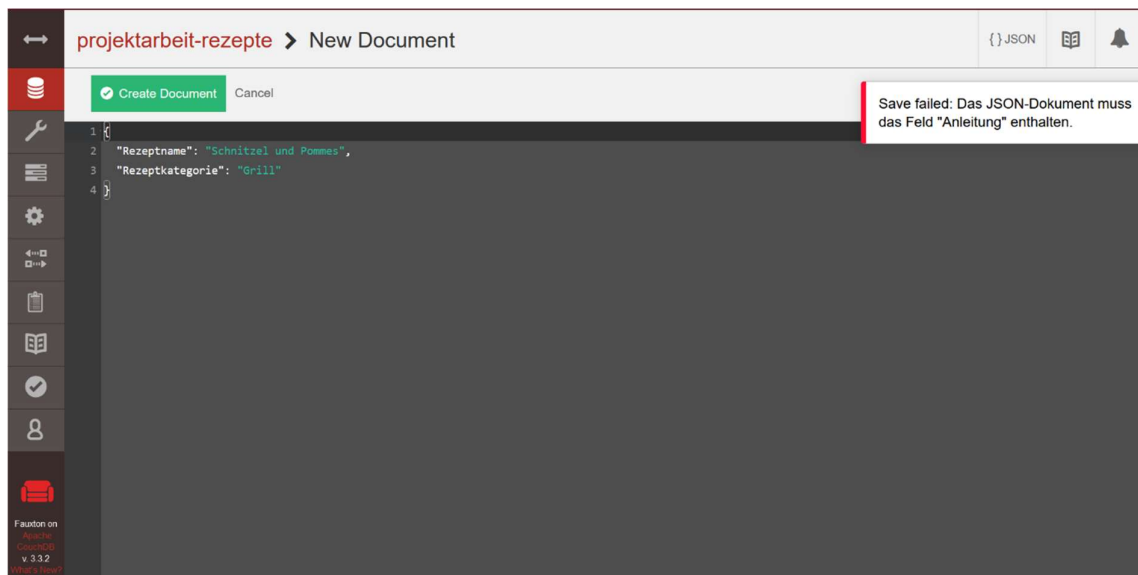 projektarbeit-rezepte > New Document
{ } JSON
Create Document
Cancel
Save failed: Das JSON-Dokument muss
das Feld "Anleitung" enthalten.
1 {
2 "Rezeptname": "Schnitzel und Pommes",
3 "Rezeptkategorie": "Grill"
4 }
Fauxton on
Apache
CouchDB
v. 3.3.2
What's New?